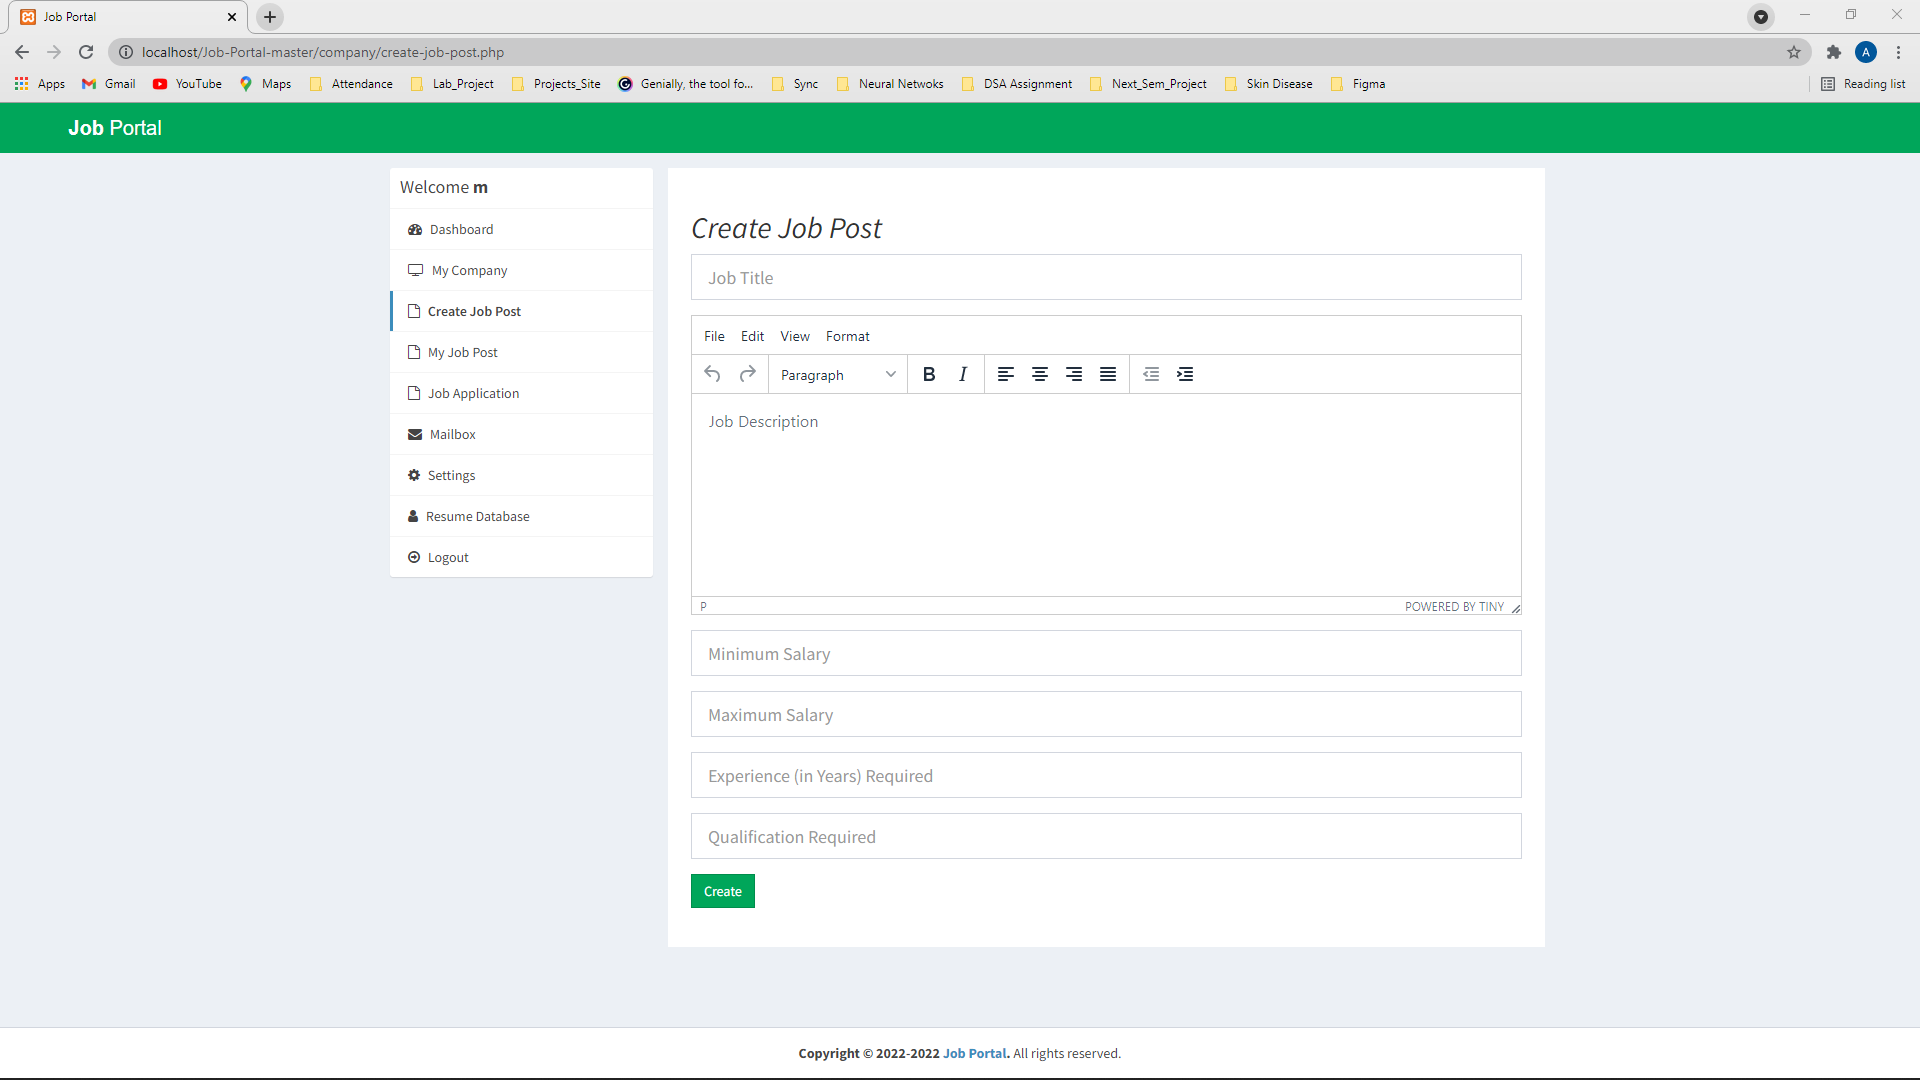 Job Portal
localhost/Job-Portal-master/company/create-job-post.php
A
Apps Gmail YouTube Maps Attendance Lab_Project Projects_Site Genially, the tool fo... Sync Neural Netwoks DSA Assignment Next_Sem_Project Skin Disease Figma Reading list
Job Portal
Welcome m
Dashboard
My Company
Create Job Post
My Job Post
Job Application
Mailbox
Settings
Resume Database
Logout
Create Job Post
Job Title
File Edit View Format
Paragraph B I
Job Description
P POWERED BY TINY
Minimum Salary
Maximum Salary
Experience (in Years) Required
Qualification Required
Create
Copyright © 2022-2022 Job Portal. All rights reserved.